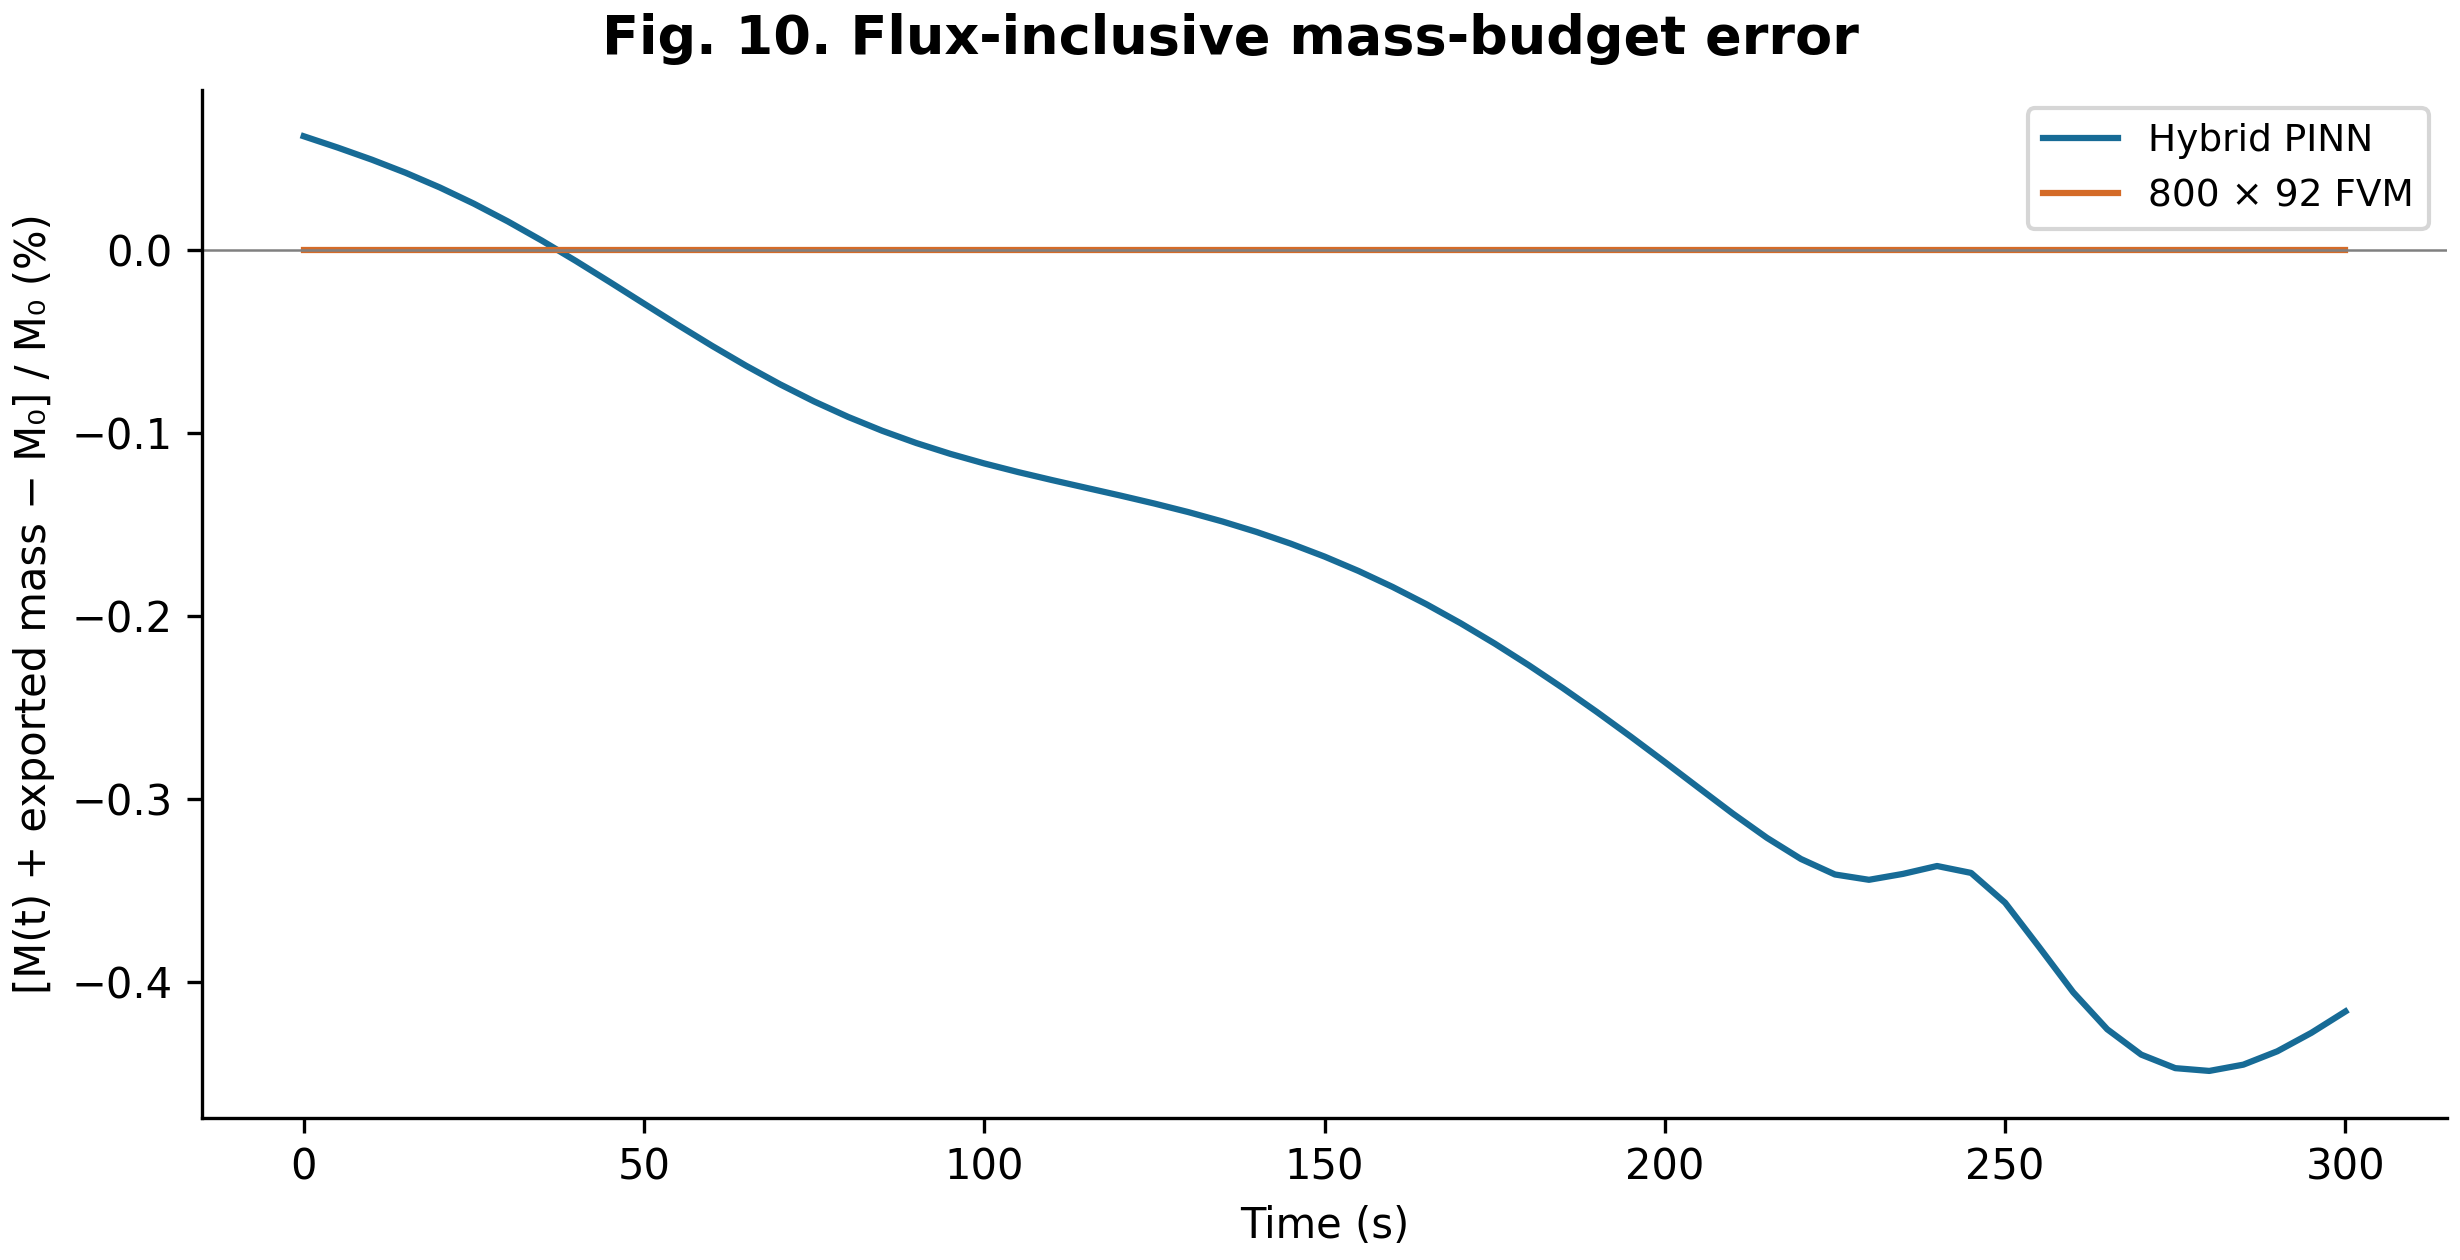 Fig. 10. Flux-inclusive mass-budget error
Hybrid PINN
800 × 92 FVM
[M(t) + exported mass − M₀] / M₀ (%)
0.0
−0.1
−0.2
−0.3
−0.4
0 50 100 150 200 250 300
Time (s)